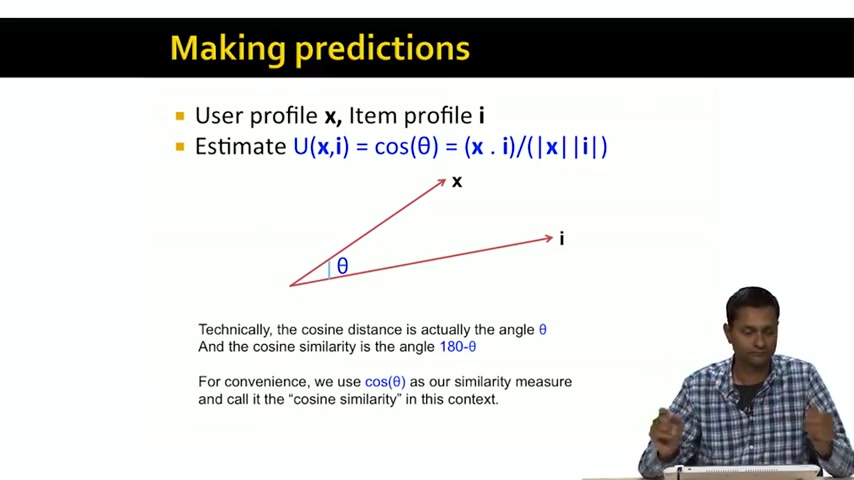 Making predictions
User profile x, Item profile i
Estimate U(x,i) = cos(θ) = (x . i)/(|x||i|)
x
i
θ
Technically, the cosine distance is actually the angle θ
And the cosine similarity is the angle 180-θ
For convenience, we use cos(θ) as our similarity measure
and call it the “cosine similarity” in this context.